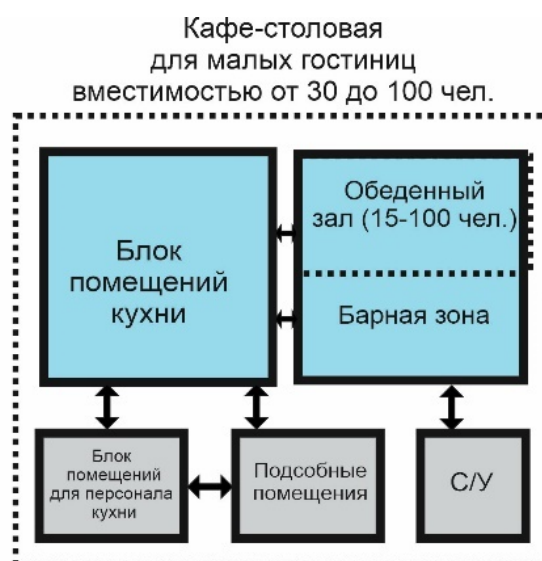 Кафе-столовая
для малых гостиниц
вместимостью от 30 до 100 чел.
Блок
помещений
кухни
Обеденный
зал (15-100 чел.)
Барная зона
Блок
помещений
для персонала
кухни
Подсобные
помещения
С/У